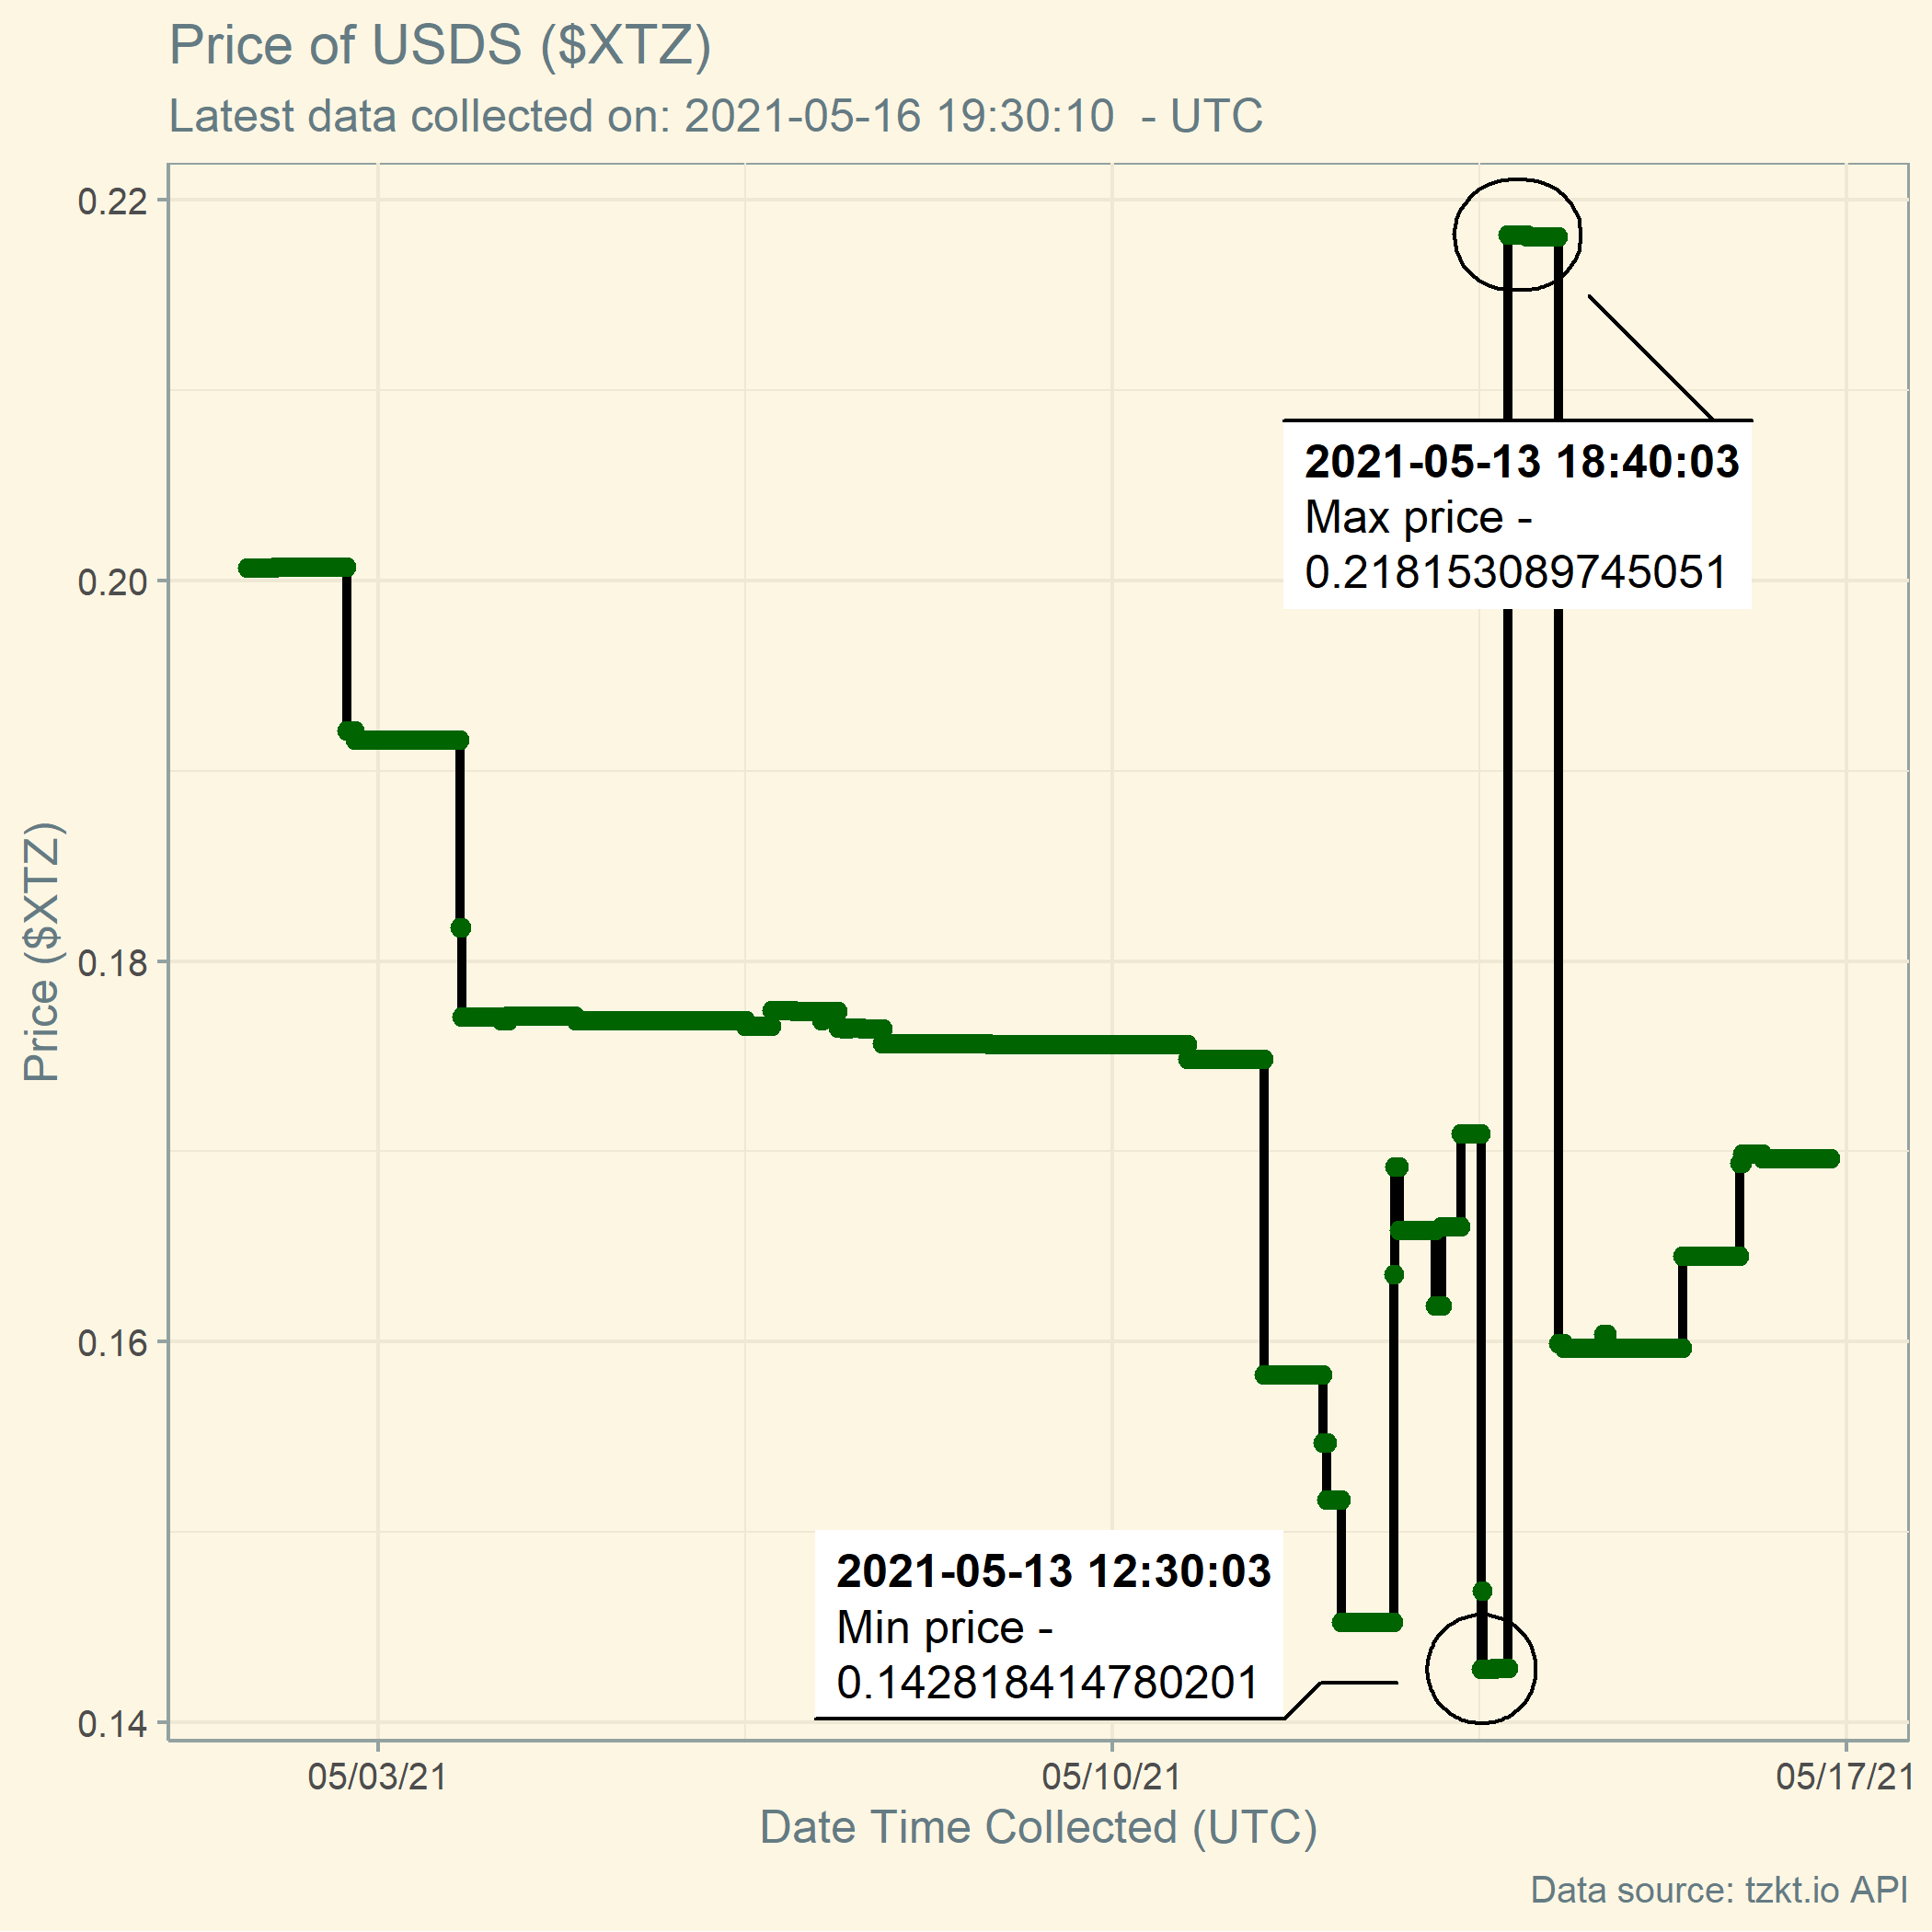 Price of USDS ($XTZ)
Latest data collected on: 2021-05-16 19:30:10  - UTC
0.22
0.20
0.18
0.16
0.14
Price ($XTZ)
2021-05-13 18:40:03
Max price -
0.218153089745051
2021-05-13 12:30:03
Min price -
0.142818414780201
05/03/21
05/10/21
05/17/21
Date Time Collected (UTC)
Data source: tzkt.io API